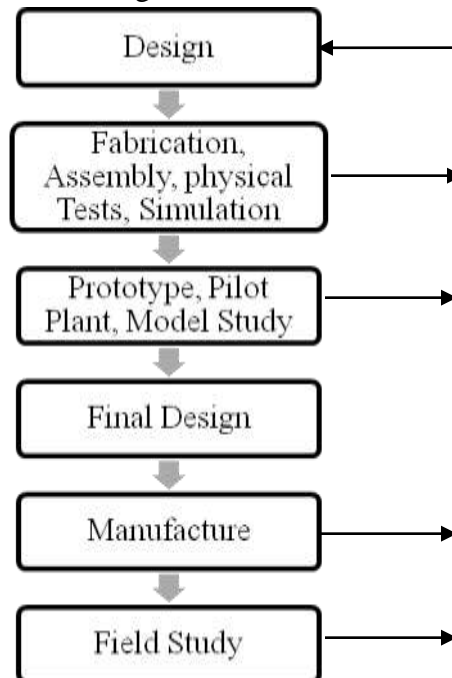 Design
Fabrication,
Assembly, physical
Tests, Simulation
Prototype, Pilot
Plant, Model Study
Final Design
Manufacture
Field Study